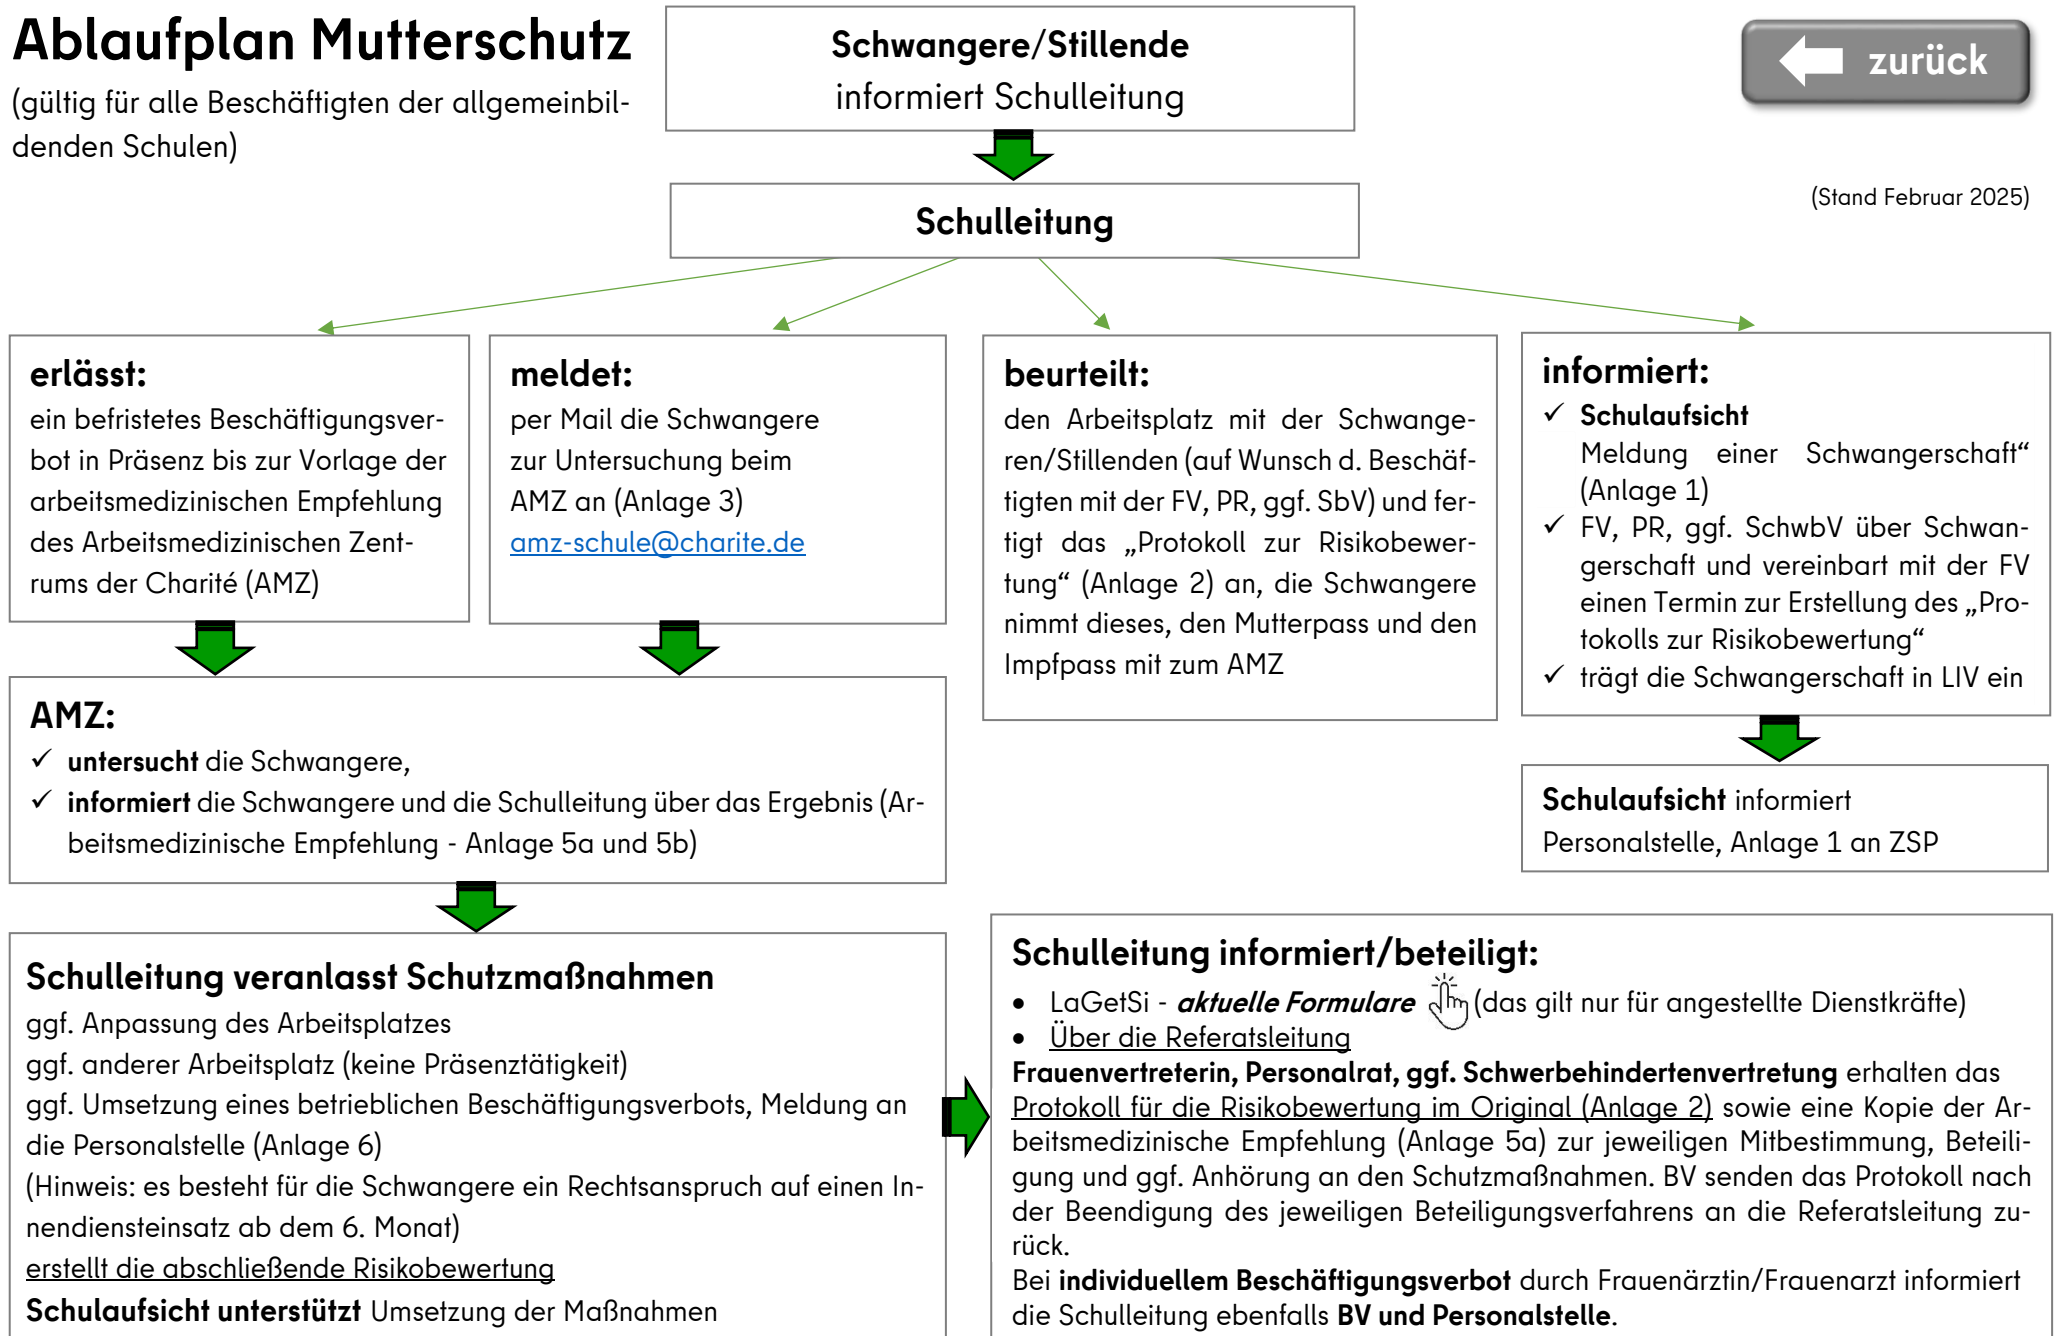 Ablaufplan Mutterschutz
(gültig für alle Beschäftigten der allgemeinbil-
denden Schulen)
Schwangere/Stillende
informiert Schulleitung
zurück
(Stand Februar 2025)
Schulleitung
erlässt:
ein befristetes Beschäftigungsver-
bot in Präsenz bis zur Vorlage der
arbeitsmedizinischen Empfehlung
des Arbeitsmedizinischen Zent-
rums der Charité (AMZ)
meldet:
per Mail die Schwangere
zur Untersuchung beim
AMZ an (Anlage 3)
amz-schule@charite.de
beurteilt:
den Arbeitsplatz mit der Schwange-
ren/Stillenden (auf Wunsch d. Beschäf-
tigten mit der FV, PR, ggf. SbV) und fer-
tigt das „Protokoll zur Risikobewer-
tung“ (Anlage 2) an, die Schwangere
nimmt dieses, den Mutterpass und den
Impfpass mit zum AMZ
informiert:
✓ Schulaufsicht
Meldung einer Schwangerschaft“
(Anlage 1)
✓ FV, PR, ggf. SchwbV über Schwan-
gerschaft und vereinbart mit der FV
einen Termin zur Erstellung des „Pro-
tokolls zur Risikobewertung“
✓ trägt die Schwangerschaft in LIV ein
AMZ:
✓ untersucht die Schwangere,
✓ informiert die Schwangere und die Schulleitung über das Ergebnis (Ar-
beitsmedizinische Empfehlung - Anlage 5a und 5b)
Schulaufsicht informiert
Personalstelle, Anlage 1 an ZSP
Schulleitung veranlasst Schutzmaßnahmen
ggf. Anpassung des Arbeitsplatzes
ggf. anderer Arbeitsplatz (keine Präsenztätigkeit)
ggf. Umsetzung eines betrieblichen Beschäftigungsverbots, Meldung an
die Personalstelle (Anlage 6)
(Hinweis: es besteht für die Schwangere ein Rechtsanspruch auf einen In-
nendiensteinsatz ab dem 6. Monat)
erstellt die abschließende Risikobewertung
Schulaufsicht unterstützt Umsetzung der Maßnahmen
Schulleitung informiert/beteiligt:
• LaGetSi - aktuelle Formulare (das gilt nur für angestellte Dienstkräfte)
• Über die Referatsleitung
Frauenvertreterin, Personalrat, ggf. Schwerbehindertenvertretung erhalten das
Protokoll für die Risikobewertung im Original (Anlage 2) sowie eine Kopie der Ar-
beitsmedizinische Empfehlung (Anlage 5a) zur jeweiligen Mitbestimmung, Beteili-
gung und ggf. Anhörung an den Schutzmaßnahmen. BV senden das Protokoll nach
der Beendigung des jeweiligen Beteiligungsverfahrens an die Referatsleitung zu-
rück.
Bei individuellem Beschäftigungsverbot durch Frauenärztin/Frauenarzt informiert
die Schulleitung ebenfalls BV und Personalstelle.